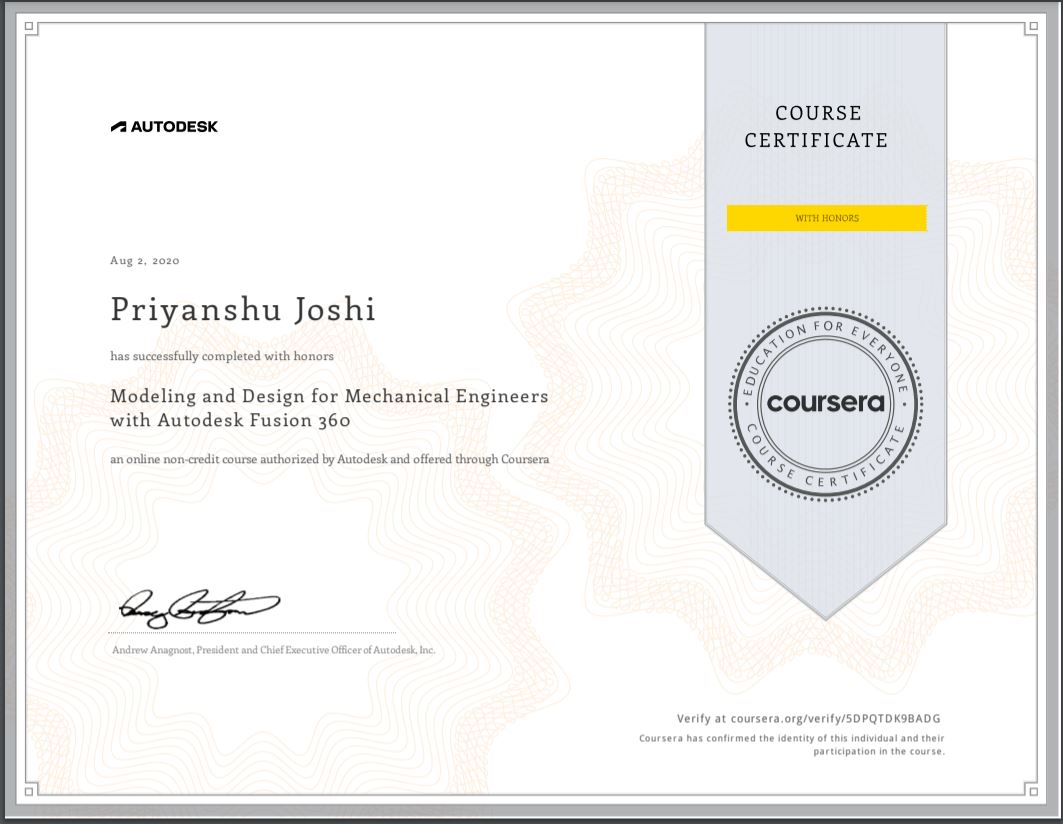 AUTODESK
COURSE
CERTIFICATE
WITH HONORS
Aug 2, 2020
Priyanshu Joshi
has successfully completed with honors
Modeling and Design for Mechanical Engineers
with Autodesk Fusion 360
an online non-credit course authorized by Autodesk and offered through Coursera
EDUCATION FOR EVERYONE
coursera
COURSE CERTIFICATE
Andrew Anagnost, President and Chief Executive Officer of Autodesk, Inc.
Verify at coursera.org/verify/5DPQTDK9BADG
Coursera has confirmed the identity of this individual and their
participation in the course.